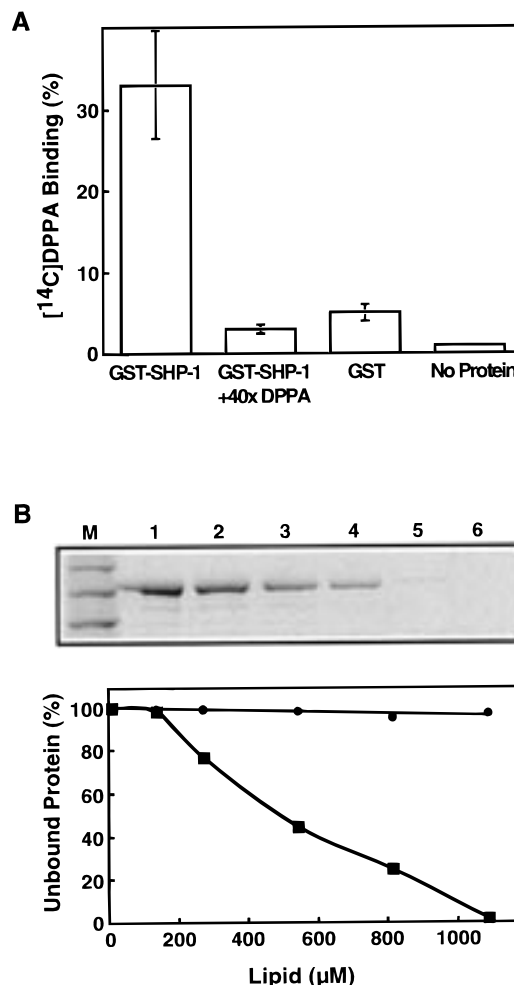 A
[14C]DPPA Binding (%)
30
20
10
0
GST-SHP-1 GST-SHP-1 GST No Protein
+40x DPPA
B
M 1 2 3 4 5 6
Unbound Protein (%)
100
80
60
40
20
0
0 200 400 600 800 1000
Lipid (µM)